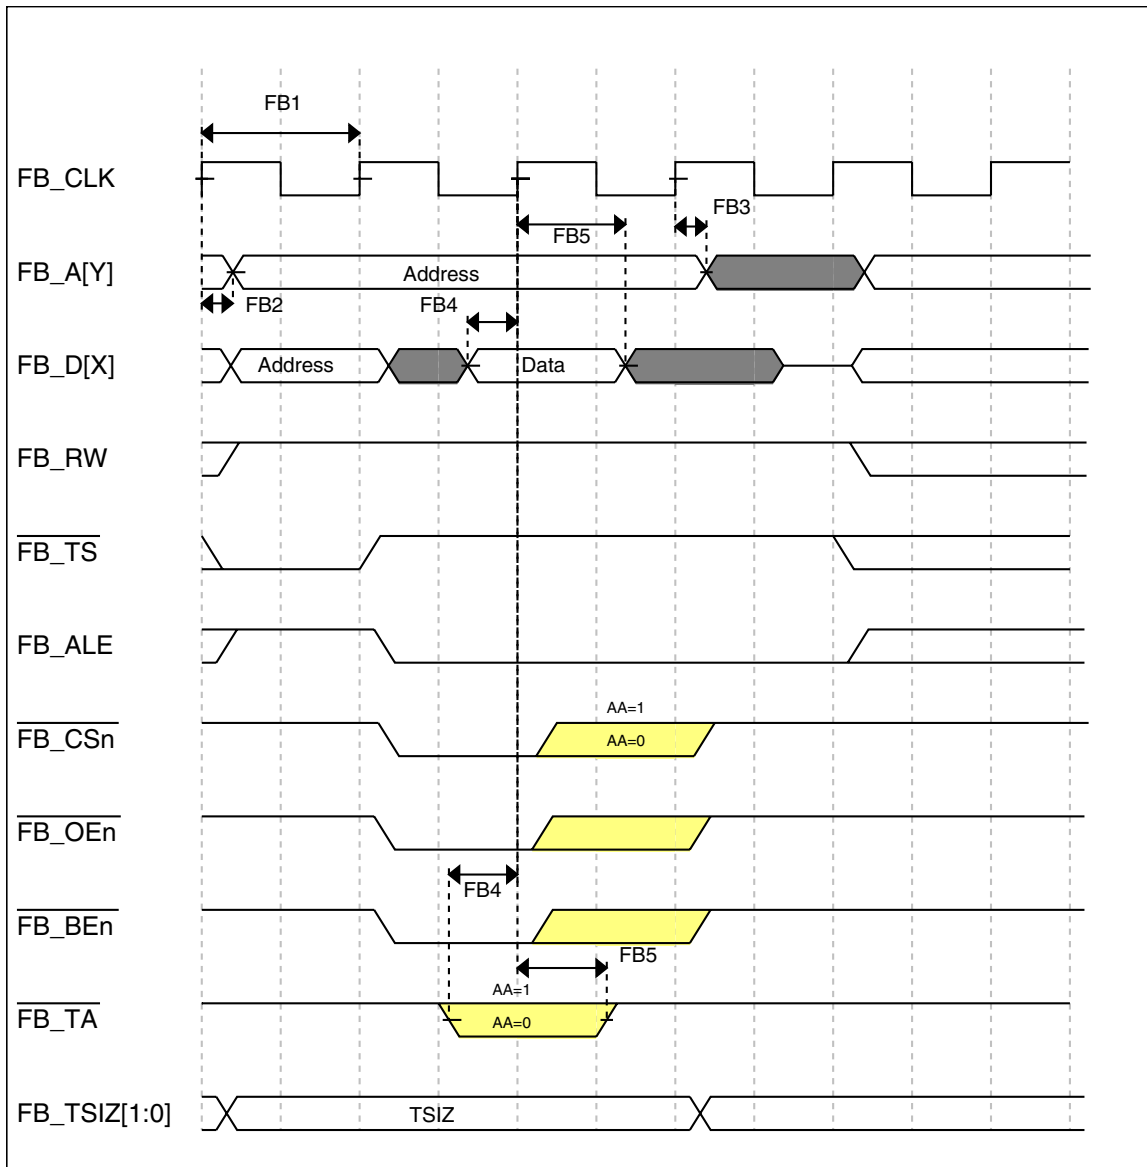 FB1
FB_CLK
FB3
FB5
FB_A[Y]
Address
FB2
FB4
FB_D[X]
Address
Data
FB_RW
FB_TS
FB_ALE
AA=1
FB_CSn
AA=0
FB_OEn
FB4
FB_BEn
FB5
AA=1
FB_TA
AA=0
FB_TSIZ[1:0]
TSIZ